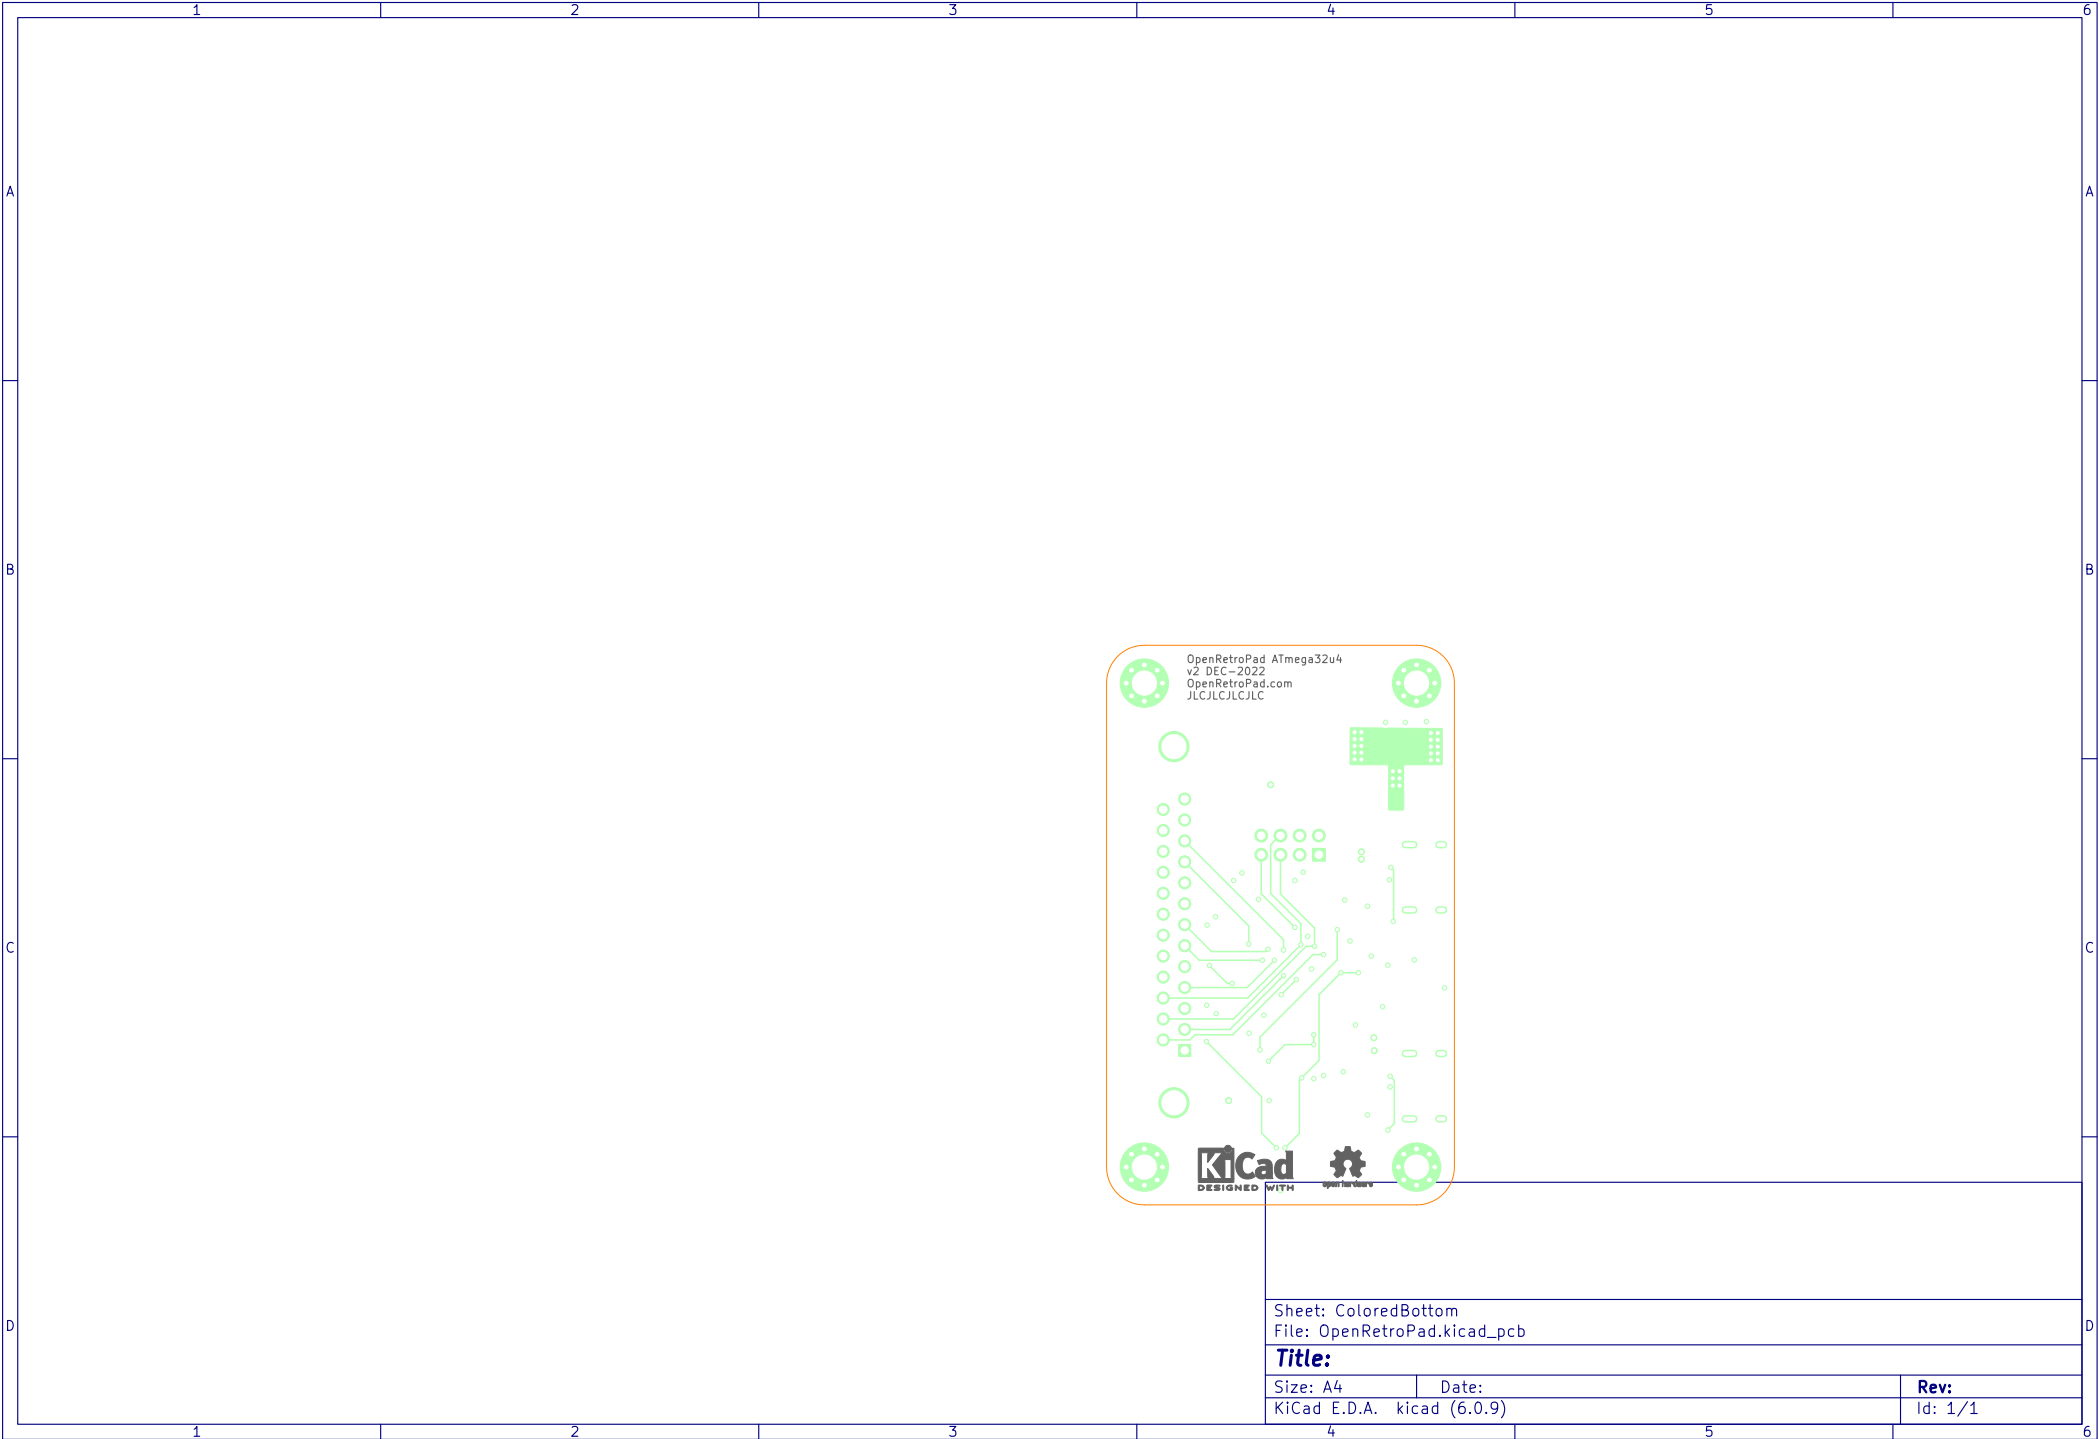 1 2 3 4 5 6
A A
B B
OpenRetroPad ATmega32u4
v2 DEC-2022
OpenRetroPad.com
JLCJLCJLCJLC
C C
KiCad
DESIGNED WITH
open hardware
Sheet: ColoredBottom
File: OpenRetroPad.kicad_pcb
D D
Title:
Size: A4 Date: Rev:
KiCad E.D.A. kicad (6.0.9) Id: 1/1
1 2 3 4 5 6